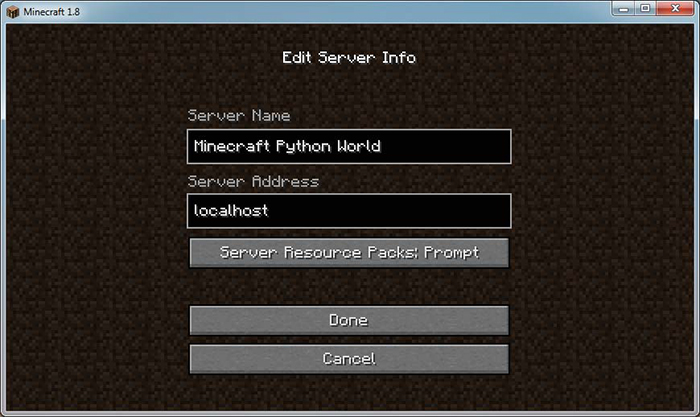 Minecraft 1.8
Edit Server Info
Server Name
Minecraft Python World
Server Address
localhost
Server Resource Packs: Prompt
Done
Cancel